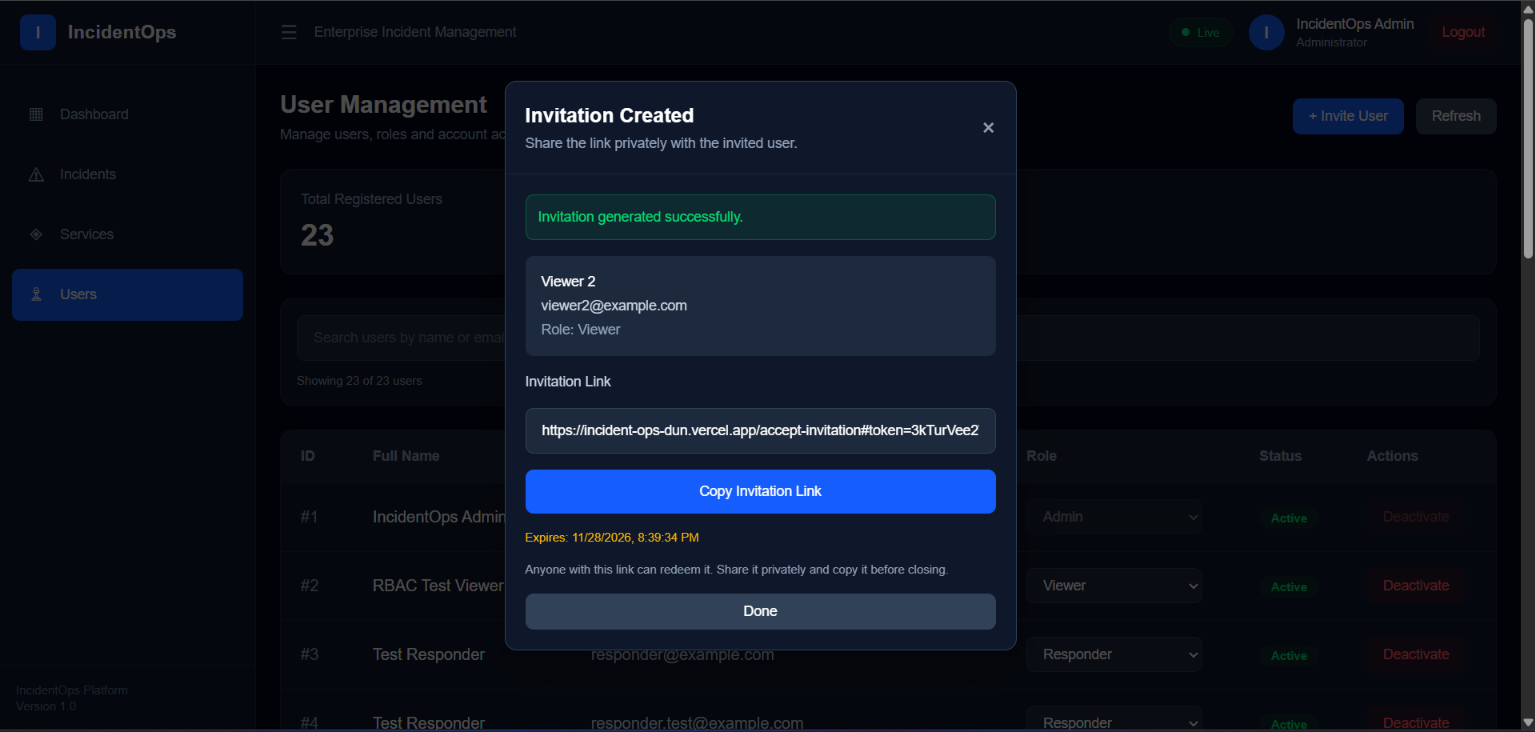 I IncidentOps
☰ Enterprise Incident Management
Live
I
IncidentOps Admin
Administrator
Logout
Dashboard
Incidents
Services
Users
IncidentOps Platform
Version 1.0
User Management
Manage users, roles and account ac
+ Invite User
Refresh
Total Registered Users
23
Search users by name or email
Showing 23 of 23 users
ID Full Name Role Status Actions
#1 IncidentOps Admin Admin Active Deactivate
#2 RBAC Test Viewer Viewer Active Deactivate
#3 Test Responder responder@example.com Responder Active Deactivate
#4 Test Responder responder.test@example.com Responder Active Deactivate
Invitation Created
Share the link privately with the invited user.
×
Invitation generated successfully.
Viewer 2
viewer2@example.com
Role: Viewer
Invitation Link
https://incident-ops-dun.vercel.app/accept-invitation#token=3kTurVee2
Copy Invitation Link
Expires: 11/28/2026, 8:39:34 PM
Anyone with this link can redeem it. Share it privately and copy it before closing.
Done